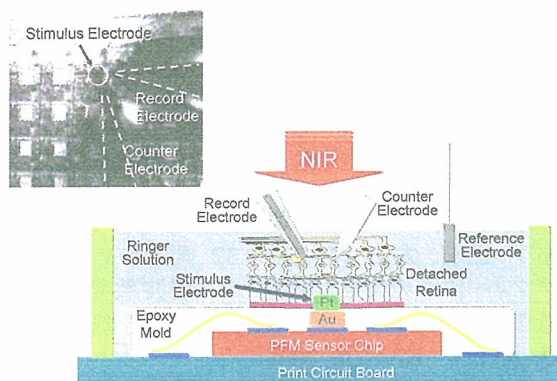 Stimulus Electrode
Record
Electrode
Counter
Electrode
NIR
Record
Electrode
Counter
Electrode
Ringer
Solution
Reference
Electrode
Stimulus
Electrode
Detached
Retina
Pt
Au
Epoxy
Mold
PFM Sensor Chip
Print Circuit Board